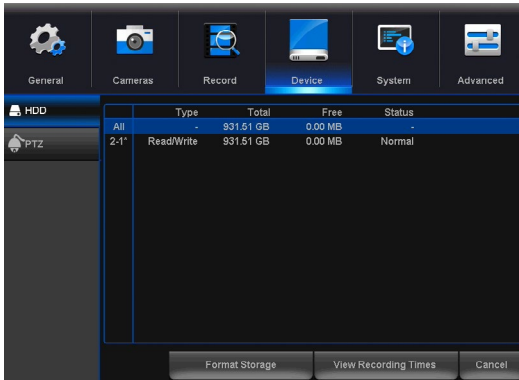 General Cameras Record Device System Advanced
HDD
PTZ
Type Total Free Status
All - 931.51 GB 0.00 MB -
2-1* Read/Write 931.51 GB 0.00 MB Normal
Format Storage View Recording Times Cancel